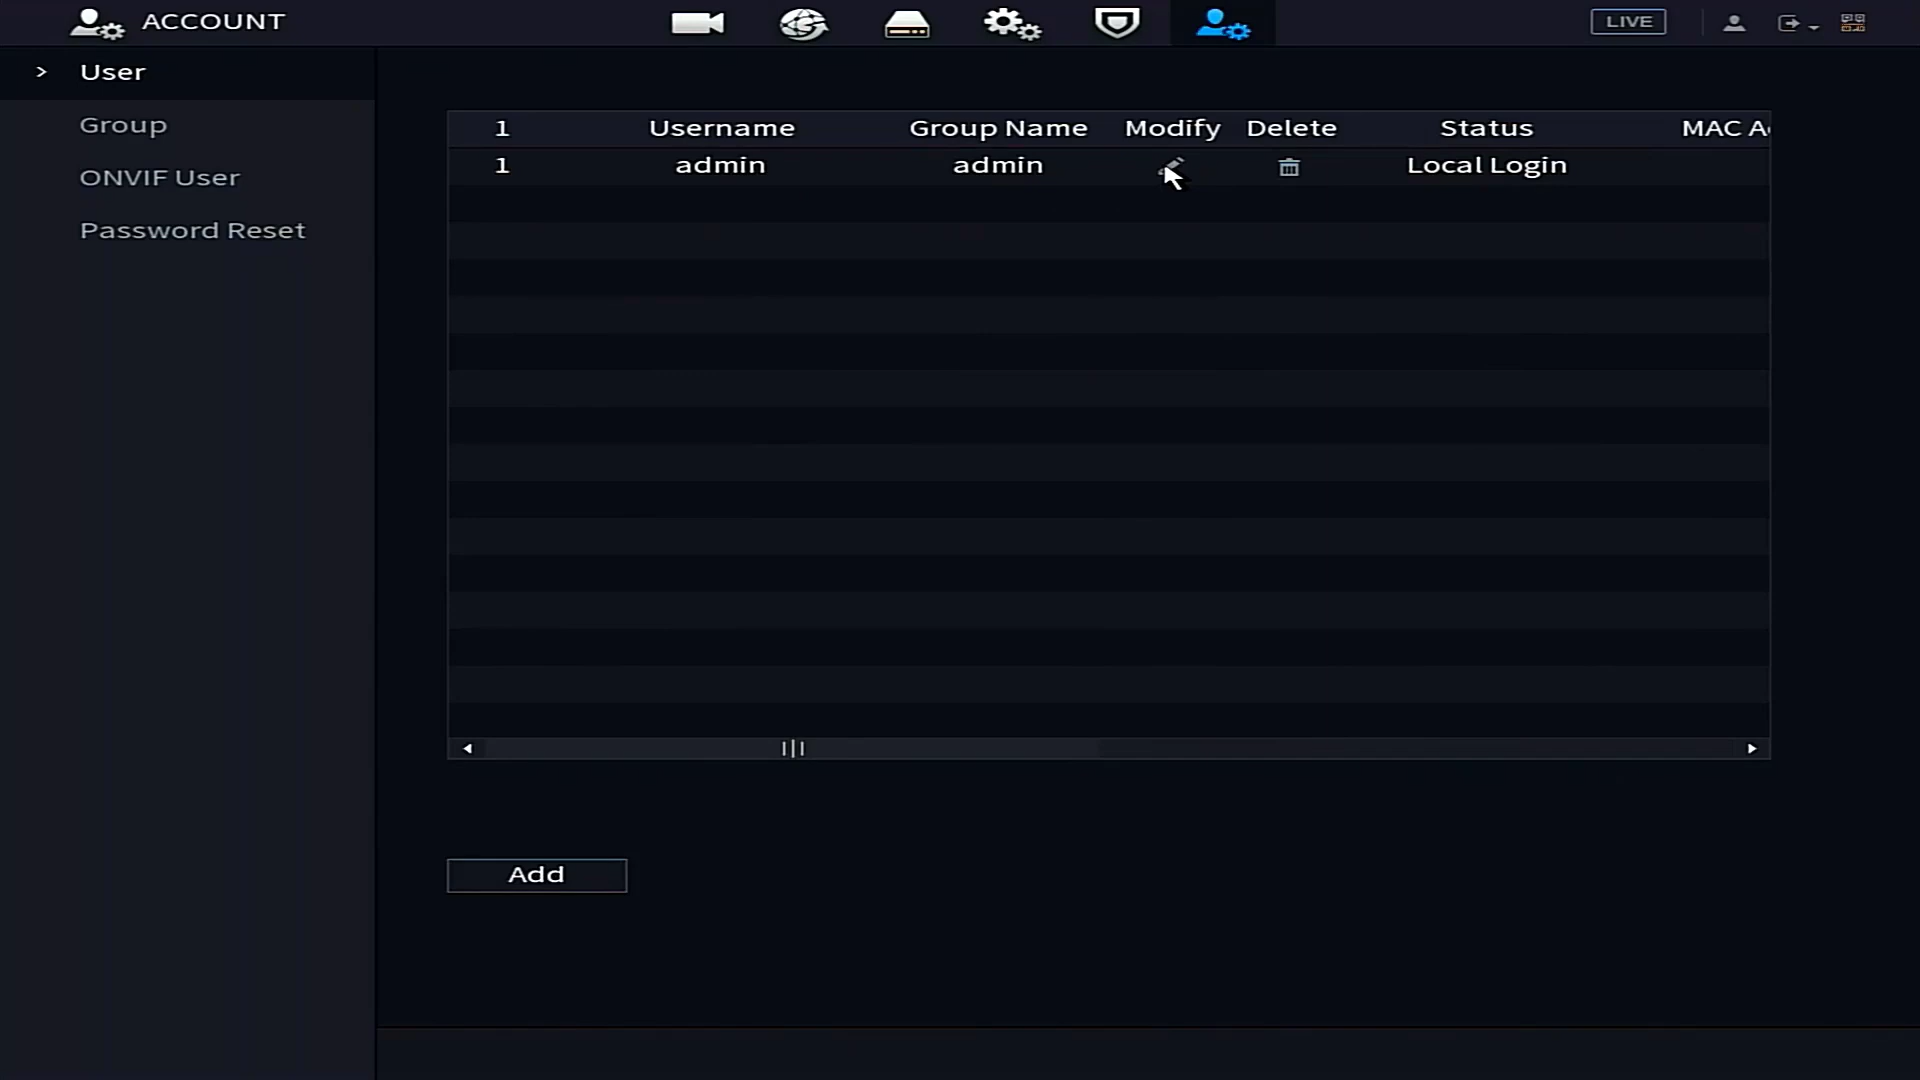 ACCOUNT
LIVE
> User
Group
ONVIF User
Password Reset
1 Username Group Name Modify Delete Status MAC A
1 admin admin Local Login
Add